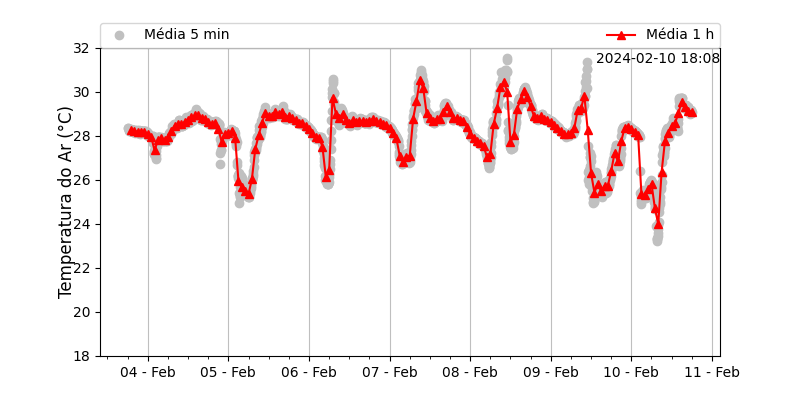 Média 5 min
Média 1 h
2024-02-10 18:08
Temperatura do Ar (°C)
32
30
28
26
24
22
20
18
04 - Feb
05 - Feb
06 - Feb
07 - Feb
08 - Feb
09 - Feb
10 - Feb
11 - Feb